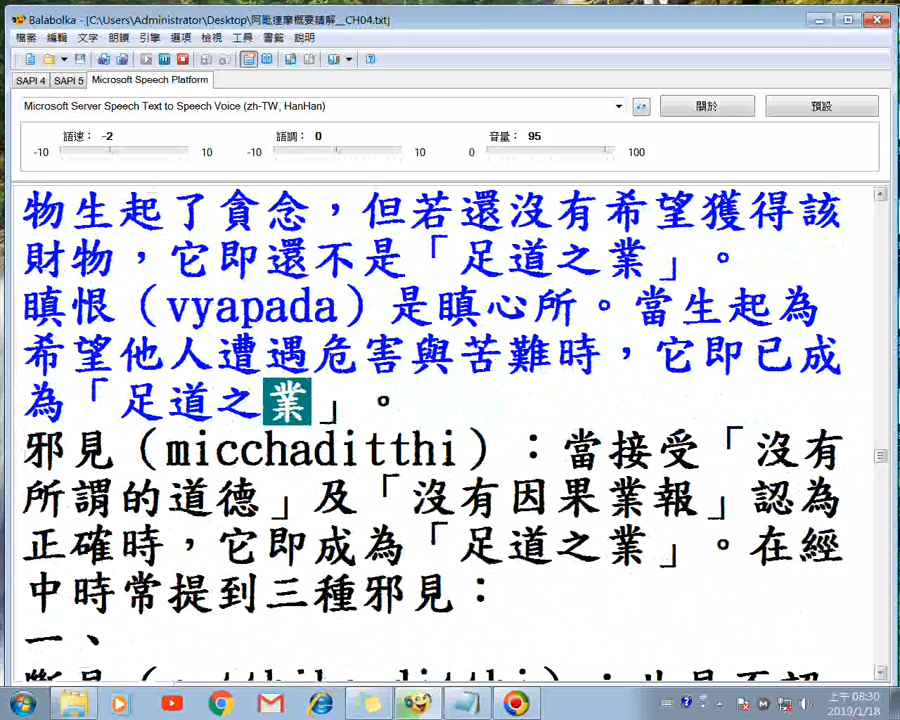 Balabolka - [C:\Users\Administrator\Desktop\阿毗達摩概要精解__CH04.txt]
檔案 編輯 文字 朗讀 引擎 選項 檢視 工具 書籤 說明
SAPI 4 SAPI 5 Microsoft Speech Platform
Microsoft Server Speech Text to Speech Voice (zh-TW, HanHan) 關於 預設
語速： -2 語調： 0 音量： 95
-10 10 -10 10 0 100
物生起了貪念，但若還沒有希望獲得該
財物，它即還不是「足道之業」。
瞋恨（vyapada）是瞋心所。當生起為
希望他人遭遇危害與苦難時，它即已成
為「足道之業」。
邪見（micchaditthi）：當接受「沒有
所謂的道德」及「沒有因果業報」認為
正確時，它即成為「足道之業」。在經
中時常提到三種邪見：
一、
上午 08:30
2019/1/18